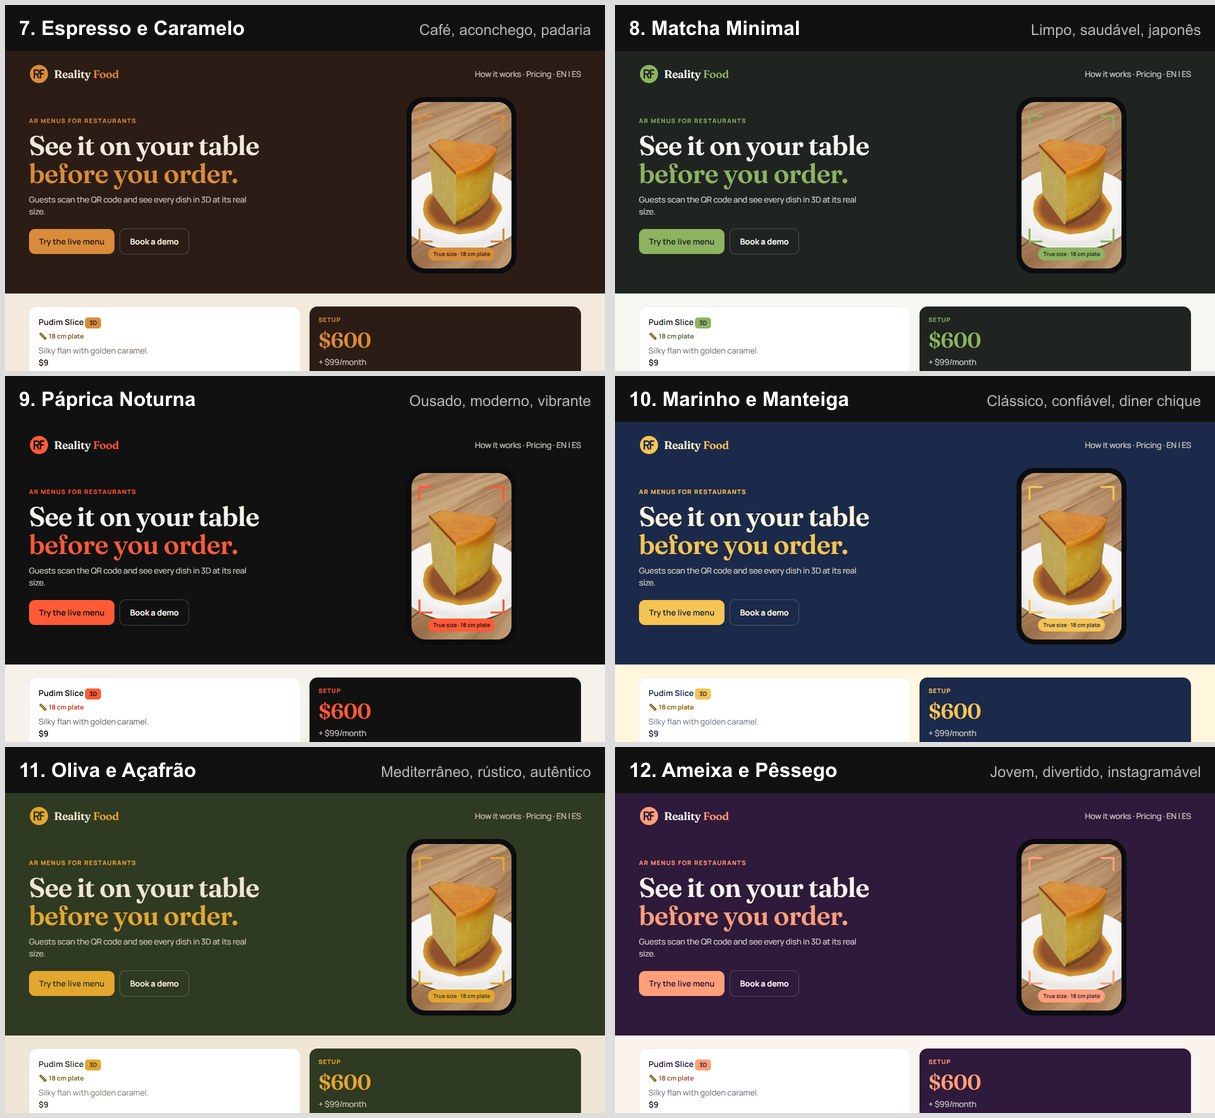 7. Espresso e Caramelo
Café, aconchego, padaria
RF Reality Food
How it works · Pricing · EN | ES
AR MENUS FOR RESTAURANTS
See it on your table
before you order.
Guests scan the QR code and see every dish in 3D at its real
size.
Try the live menu
Book a demo
True size · 18 cm plate
Pudim Slice 3D
18 cm plate
Silky flan with golden caramel.
$9
SETUP
$600
+ $99/month
8. Matcha Minimal
Limpo, saudável, japonês
RF Reality Food
How it works · Pricing · EN | ES
AR MENUS FOR RESTAURANTS
See it on your table
before you order.
Guests scan the QR code and see every dish in 3D at its real
size.
Try the live menu
Book a demo
True size · 18 cm plate
Pudim Slice 3D
18 cm plate
Silky flan with golden caramel.
$9
SETUP
$600
+ $99/month
9. Páprica Noturna
Ousado, moderno, vibrante
RF Reality Food
How it works · Pricing · EN | ES
AR MENUS FOR RESTAURANTS
See it on your table
before you order.
Guests scan the QR code and see every dish in 3D at its real
size.
Try the live menu
Book a demo
True size · 18 cm plate
Pudim Slice 3D
18 cm plate
Silky flan with golden caramel.
$9
SETUP
$600
+ $99/month
10. Marinho e Manteiga
Clássico, confiável, diner chique
RF Reality Food
How it works · Pricing · EN | ES
AR MENUS FOR RESTAURANTS
See it on your table
before you order.
Guests scan the QR code and see every dish in 3D at its real
size.
Try the live menu
Book a demo
True size · 18 cm plate
Pudim Slice 3D
18 cm plate
Silky flan with golden caramel.
$9
SETUP
$600
+ $99/month
11. Oliva e Açafrão
Mediterrâneo, rústico, autêntico
RF Reality Food
How it works · Pricing · EN | ES
AR MENUS FOR RESTAURANTS
See it on your table
before you order.
Guests scan the QR code and see every dish in 3D at its real
size.
Try the live menu
Book a demo
True size · 18 cm plate
Pudim Slice 3D
18 cm plate
Silky flan with golden caramel.
$9
SETUP
$600
+ $99/month
12. Ameixa e Pêssego
Jovem, divertido, instagramável
RF Reality Food
How it works · Pricing · EN | ES
AR MENUS FOR RESTAURANTS
See it on your table
before you order.
Guests scan the QR code and see every dish in 3D at its real
size.
Try the live menu
Book a demo
True size · 18 cm plate
Pudim Slice 3D
18 cm plate
Silky flan with golden caramel.
$9
SETUP
$600
+ $99/month